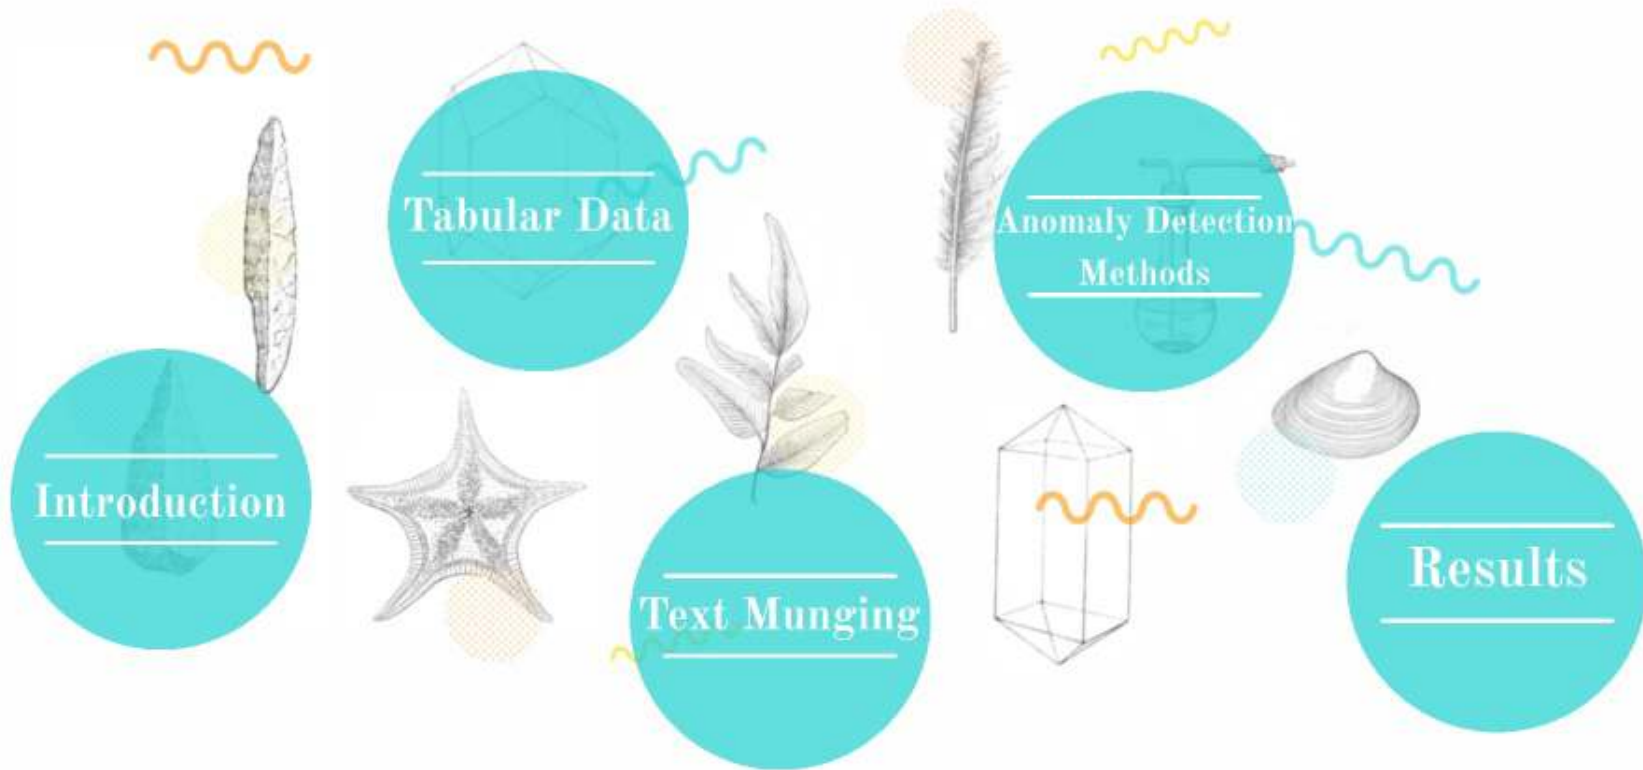 Introduction
Tabular Data
Text Munging
Anomaly Detection
Methods
Results